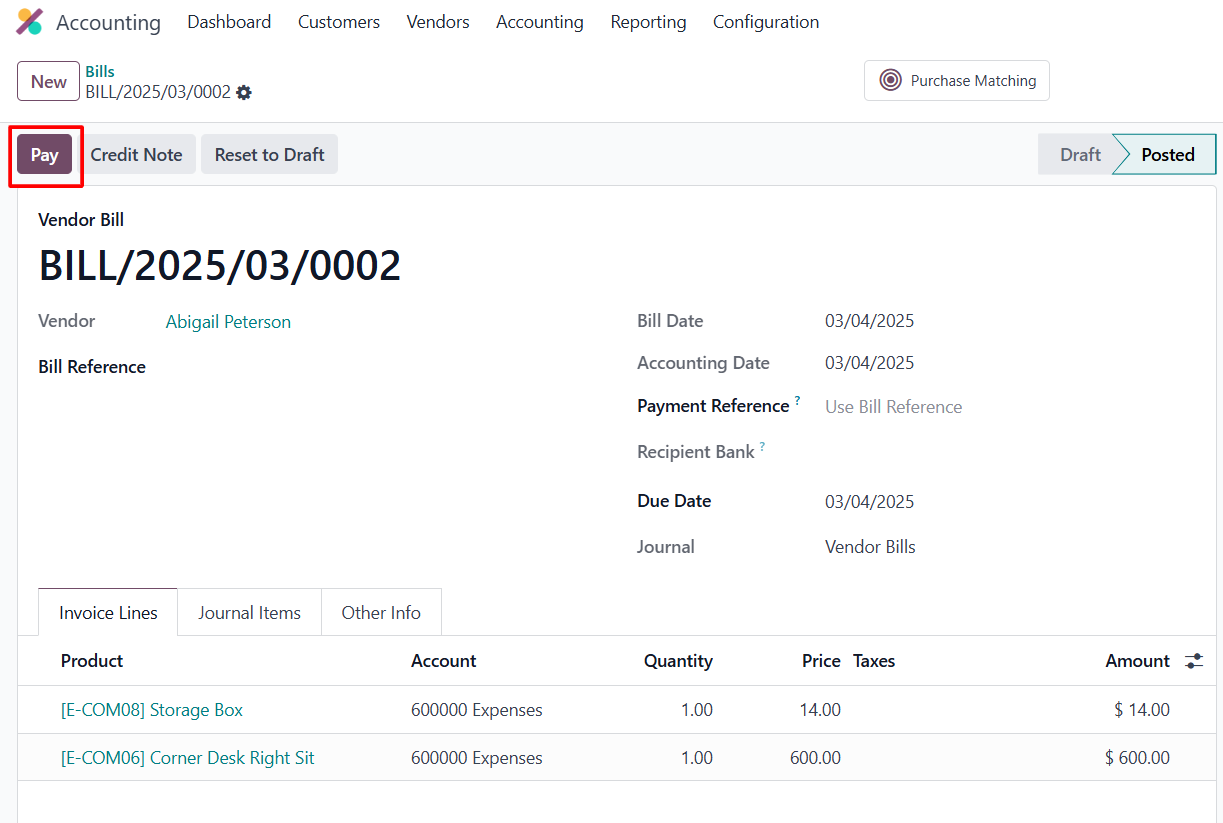 Accounting Dashboard Customers Vendors Accounting Reporting Configuration
New Bills
BILL/2025/03/0002
Purchase Matching
Pay Credit Note Reset to Draft Draft Posted
Vendor Bill
BILL/2025/03/0002
Vendor Abigail Peterson Bill Date 03/04/2025
Accounting Date 03/04/2025
Bill Reference
Payment Reference ? Use Bill Reference
Recipient Bank ?
Due Date 03/04/2025
Journal Vendor Bills
Invoice Lines Journal Items Other Info
Product Account Quantity Price Taxes Amount
[E-COM08] Storage Box 600000 Expenses 1.00 14.00 $ 14.00
[E-COM06] Corner Desk Right Sit 600000 Expenses 1.00 600.00 $ 600.00